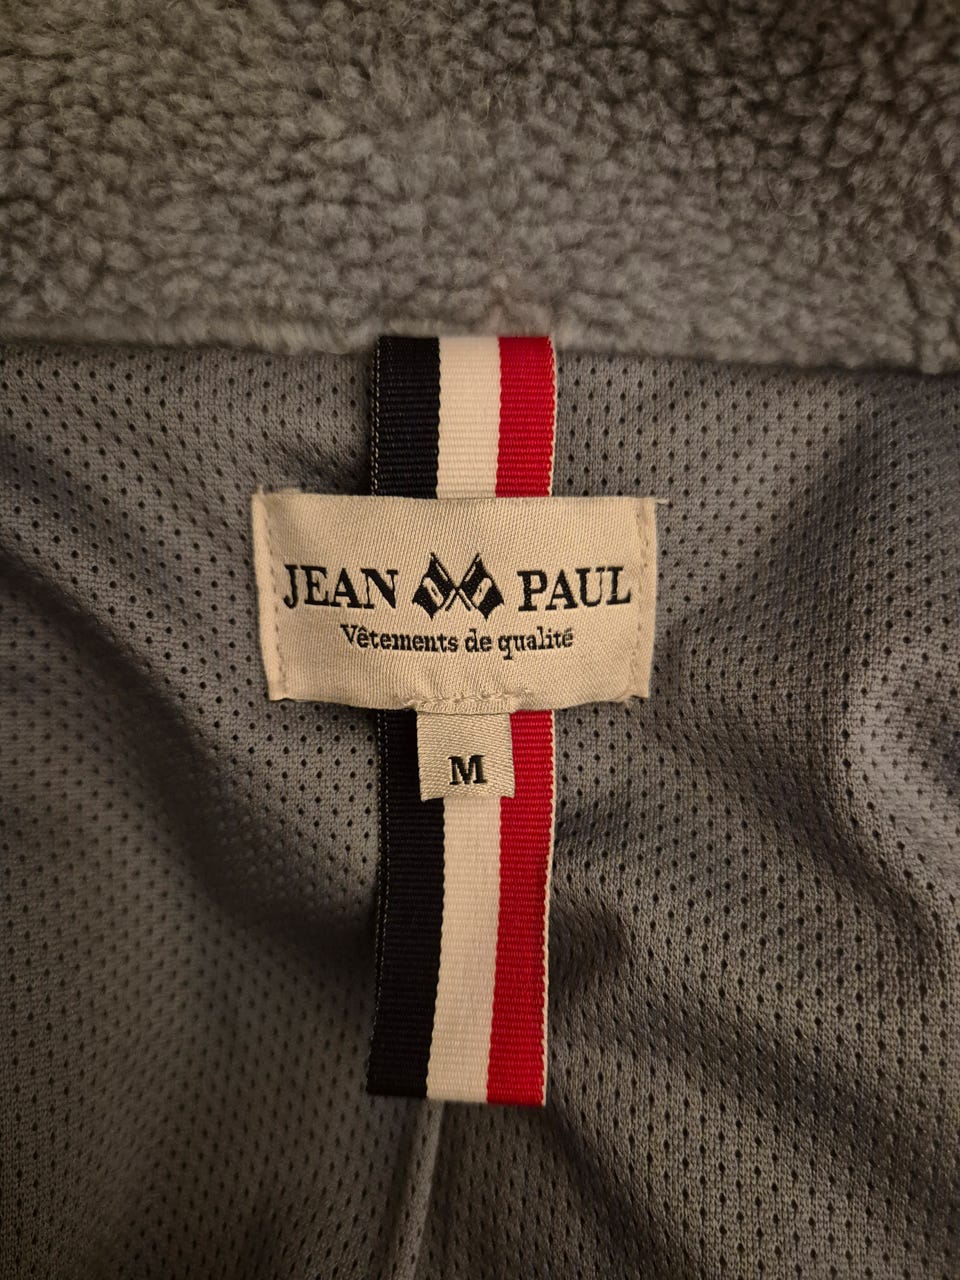 JEAN PAUL
Vêtements de qualité
M